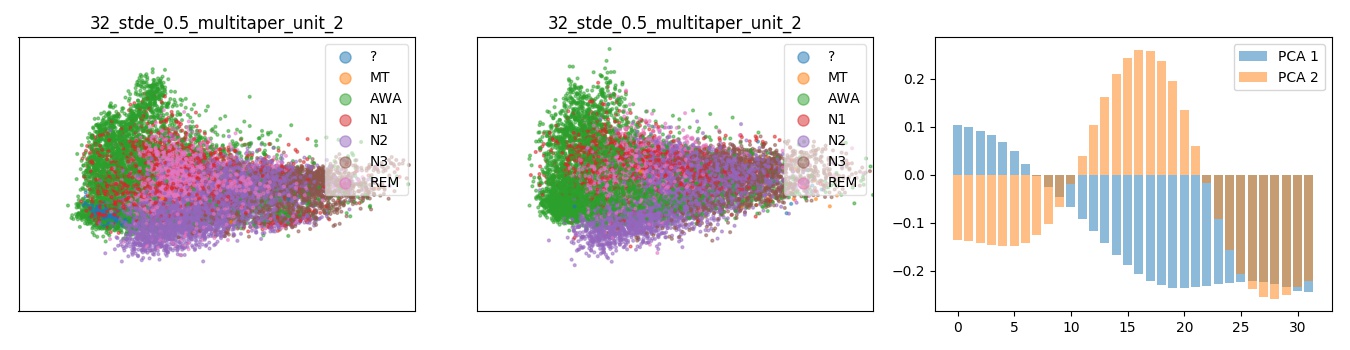 32_stde_0.5_multitaper_unit_2
?
MT
AWA
N1
N2
N3
REM
32_stde_0.5_multitaper_unit_2
?
MT
AWA
N1
N2
N3
REM
PCA 1
PCA 2
0.2
0.1
0.0
−0.1
−0.2
0 5 10 15 20 25 30